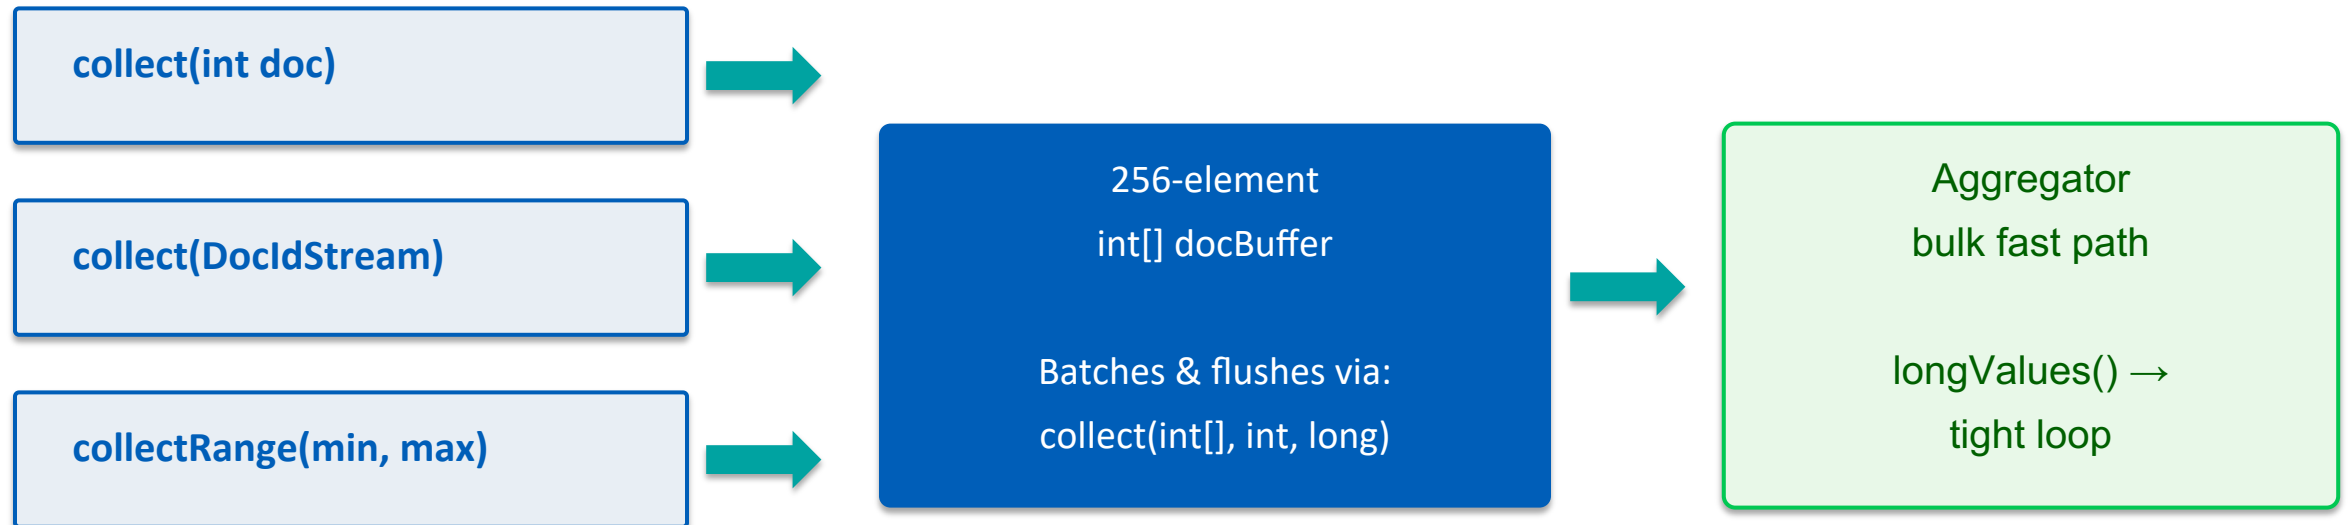 collect(int doc)
collect(DocIdStream)
collectRange(min, max)
256-element
int[] docBuffer
Batches & flushes via:
collect(int[], int, long)
Aggregator
bulk fast path
longValues() →
tight loop